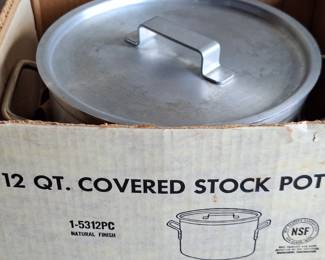 12 QT. COVERED STOCK POT
1-5312PC
NATURAL FINISH
NSF